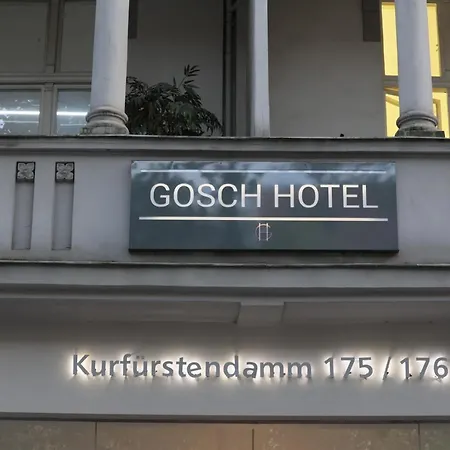 GOSCH HOTEL
Kurfürstendamm 175 / 176